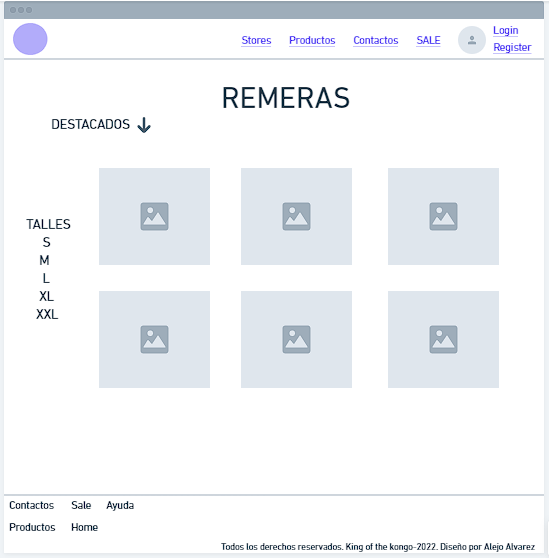 Stores Productos Contactos SALE Login
Register
REMERAS
DESTACADOS
TALLES
S
M
L
XL
XXL
Contactos Sale Ayuda
Productos Home
Todos los derechos reservados. King of the kongo-2022. Diseño por Alejo Alvarez